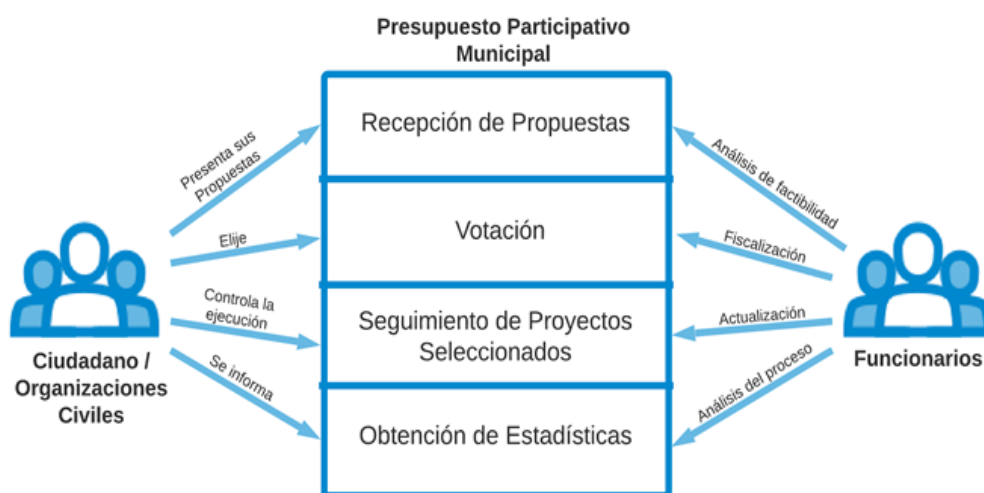 Presupuesto Participativo
Municipal
Recepción de Propuestas
Votación
Seguimiento de Proyectos
Seleccionados
Obtención de Estadísticas
Presenta sus
Propuestas
Elije
Controla la
ejecución
Se informa
Ciudadano /
Organizaciones
Civiles
Análisis de factibilidad
Fiscalización
Actualización
Análisis del proceso
Funcionarios